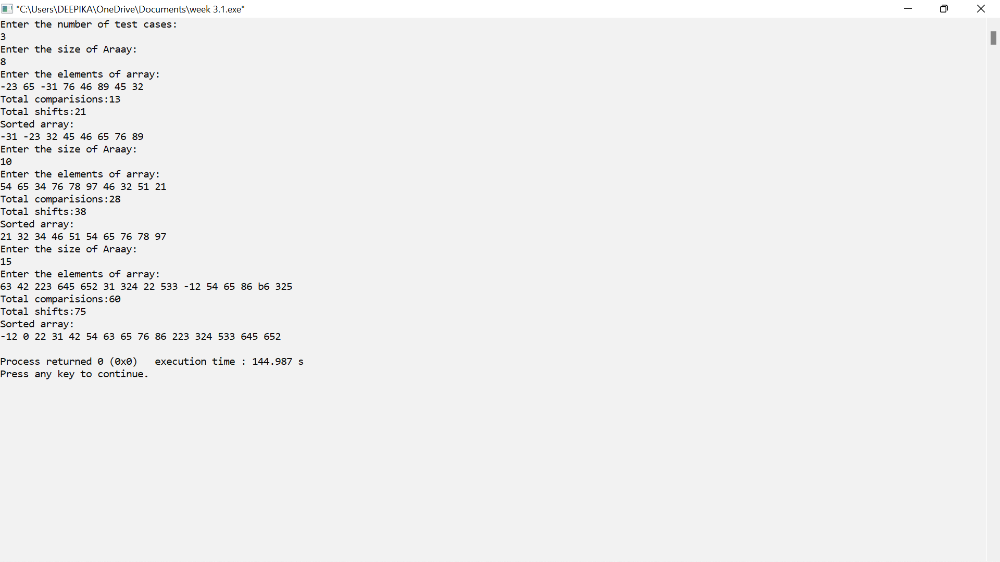 "C:\Users\DEEPIKA\OneDrive\Documents\week 3.1.exe"
Enter the number of test cases:
3
Enter the size of Araay:
8
Enter the elements of array:
-23 65 -31 76 46 89 45 32
Total comparisions:13
Total shifts:21
Sorted array:
-31 -23 32 45 46 65 76 89
Enter the size of Araay:
10
Enter the elements of array:
54 65 34 76 78 97 46 32 51 21
Total comparisions:28
Total shifts:38
Sorted array:
21 32 34 46 51 54 65 76 78 97
Enter the size of Araay:
15
Enter the elements of array:
63 42 223 645 652 31 324 22 533 -12 54 65 86 b6 325
Total comparisions:60
Total shifts:75
Sorted array:
-12 0 22 31 42 54 63 65 76 86 223 324 533 645 652
Process returned 0 (0x0)   execution time : 144.987 s
Press any key to continue.